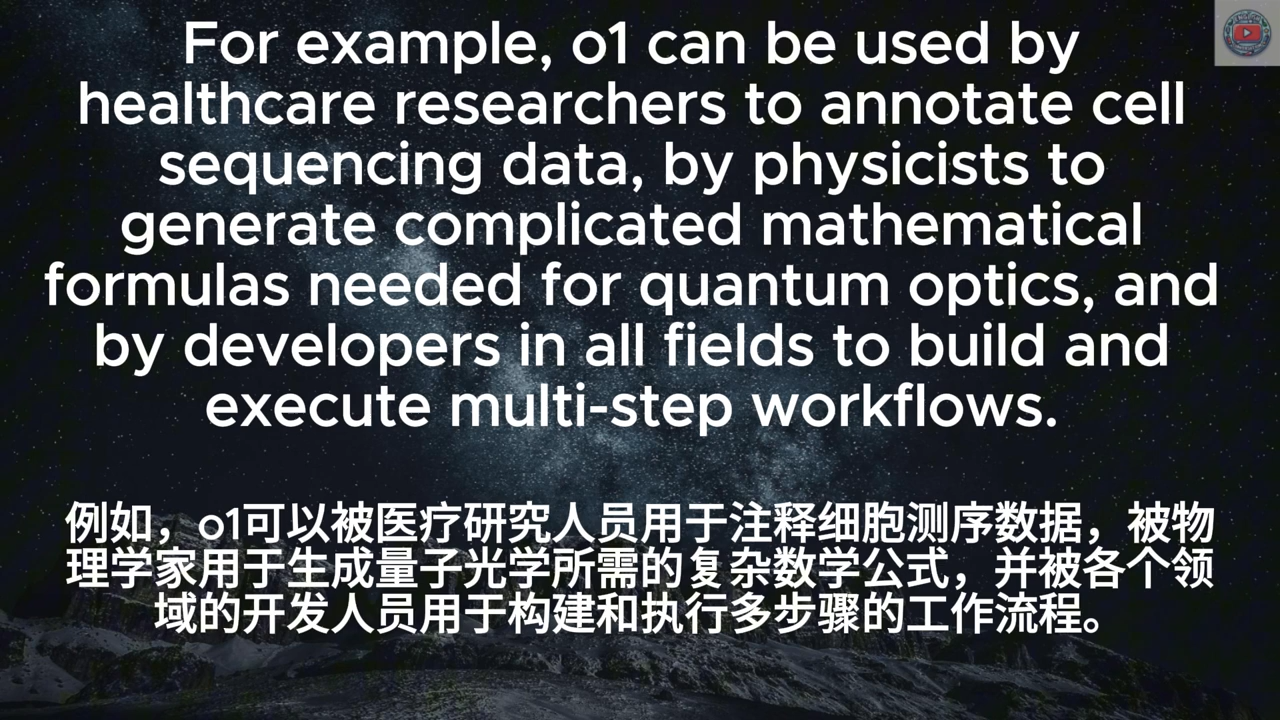 For example, o1 can be used by
healthcare researchers to annotate cell
sequencing data, by physicists to
generate complicated mathematical
formulas needed for quantum optics, and
by developers in all fields to build and
execute multi-step workflows.
例如，o1可以被医疗研究人员用于注释细胞测序数据，被物
理学家用于生成量子光学所需的复杂数学公式，并被各个领
域的开发人员用于构建和执行多步骤的工作流程。